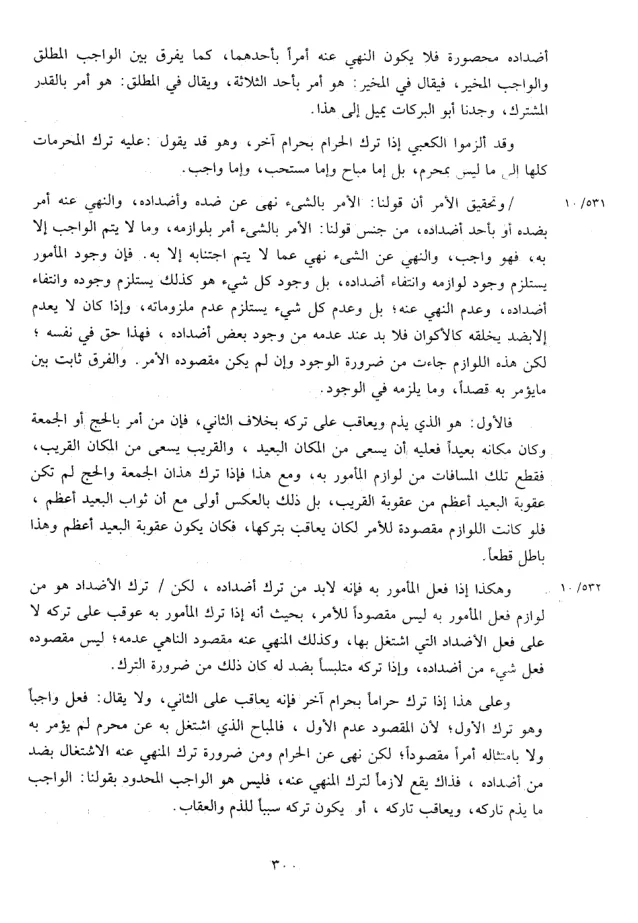 أضداده محصورة فلا يكون النهي عنه أمراً بأحدهما، كما يفرق بين الواجب المطلق
والواجب المخير، فيقال في المخير: هو أمر بأحد الثلاثة، ويقال في المطلق: هو أمر بالقدر
المشترك، وجدنا أبو البركات يميل إلى هذا.
وقد ألزموا الكعبي إذا ترك الحرام بحرام آخر، وهو قد يقول: عليه ترك المحرمات
كلها إلى ما ليس بمحرم، بل إما مباح وإما مستحب، وإما واجب.
١٠/٥٣١ / وتحقيق الأمر أن قولنا: الأمر بالشىء نهى عن ضده وأضداده، والنهي عنه أمر
بضده أو بأحد أضداده، من جنس قولنا: الأمر بالشىء أمر بلوازمه، وما لا يتم الواجب إلا
به، فهو واجب، والنهي عن الشىء نهي عما لا يتم اجتنابه إلا به. فإن وجود المأمور
يستلزم وجود لوازمه وانتفاء أضداده، بل وجود كل شيء هو كذلك يستلزم وجوده وانتفاء
أضداده، وعدم النهي عنه؛ بل وعدم كل شيء يستلزم عدم ملزوماته، وإذا كان لا يعدم
إلابضد يخلقه كالأكوان فلا بد عند عدمه من وجود بعض أضداده ، فهذا حق في نفسه ؛
لكن هذه اللوازم جاءت من ضرورة الوجود وإن لم يكن مقصوده الأمر. والفرق ثابت بين
مايؤمر به قصداً، وما يلزمه في الوجود.
فالأول: هو الذي يذم ويعاقب على تركه بخلاف الثاني، فإن من أمر بالحج أو الجمعة
وكان مكانه بعيداً فعليه أن يسعى من المكان البعيد ، والقريب يسعى من المكان القريب،
فقطع تلك المسافات من لوازم المأمور به، ومع هذا فإذا ترك هذان الجمعة والحج لم تكن
عقوبة البعيد أعظم من عقوبة القريب، بل ذلك بالعكس أولى مع أن ثواب البعيد أعظم ،
فلو كانت اللوازم مقصودة للأمر لكان يعاقب بتركها، فكان يكون عقوبة البعيد أعظم وهذا
باطل قطعاً.
١٠/٥٣٢ وهكذا إذا فعل المأمور به فإنه لابد من ترك أضداده ، لكن / ترك الأضداد هو من
لوازم فعل المأمور به ليس مقصوداً للأمر، بحيث أنه إذا ترك المأمور به عوقب على تركه لا
على فعل الأضداد التي اشتغل بها، وكذلك المنهي عنه مقصود الناهي عدمه؛ ليس مقصوده
فعل شيء من أضداده، وإذا تركه متلبساً بضد له كان ذلك من ضرورة الترك.
وعلى هذا إذا ترك حراماً بحرام آخر فإنه يعاقب على الثاني، ولا يقال: فعل واجباً
وهو ترك الأول؛ لأن المقصود عدم الأول ، فالمباح الذي اشتغل به عن محرم لم يؤمر به
ولا بامتثاله أمراً مقصوداً؛ لكن نهى عن الحرام ومن ضرورة ترك المنهي عنه الاشتغال بضد
من أضداده ، فذاك يقع لازماً لترك المنهي عنه، فليس هو الواجب المحدود بقولنا: الواجب
ما يذم تاركه، ويعاقب تاركه ، أو يكون تركه سبباً للذم والعقاب.
٣٠٠